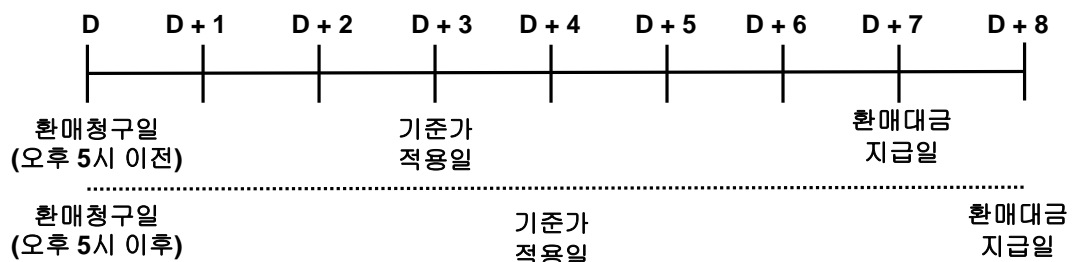 D D + 1 D + 2 D + 3 D + 4 D + 5 D + 6 D + 7 D + 8
환매청구일 기준가 환매대금
(오후 5시 이전) 적용일 지급일
환매청구일 기준가 환매대금
(오후 5시 이후) 적용일 지급일